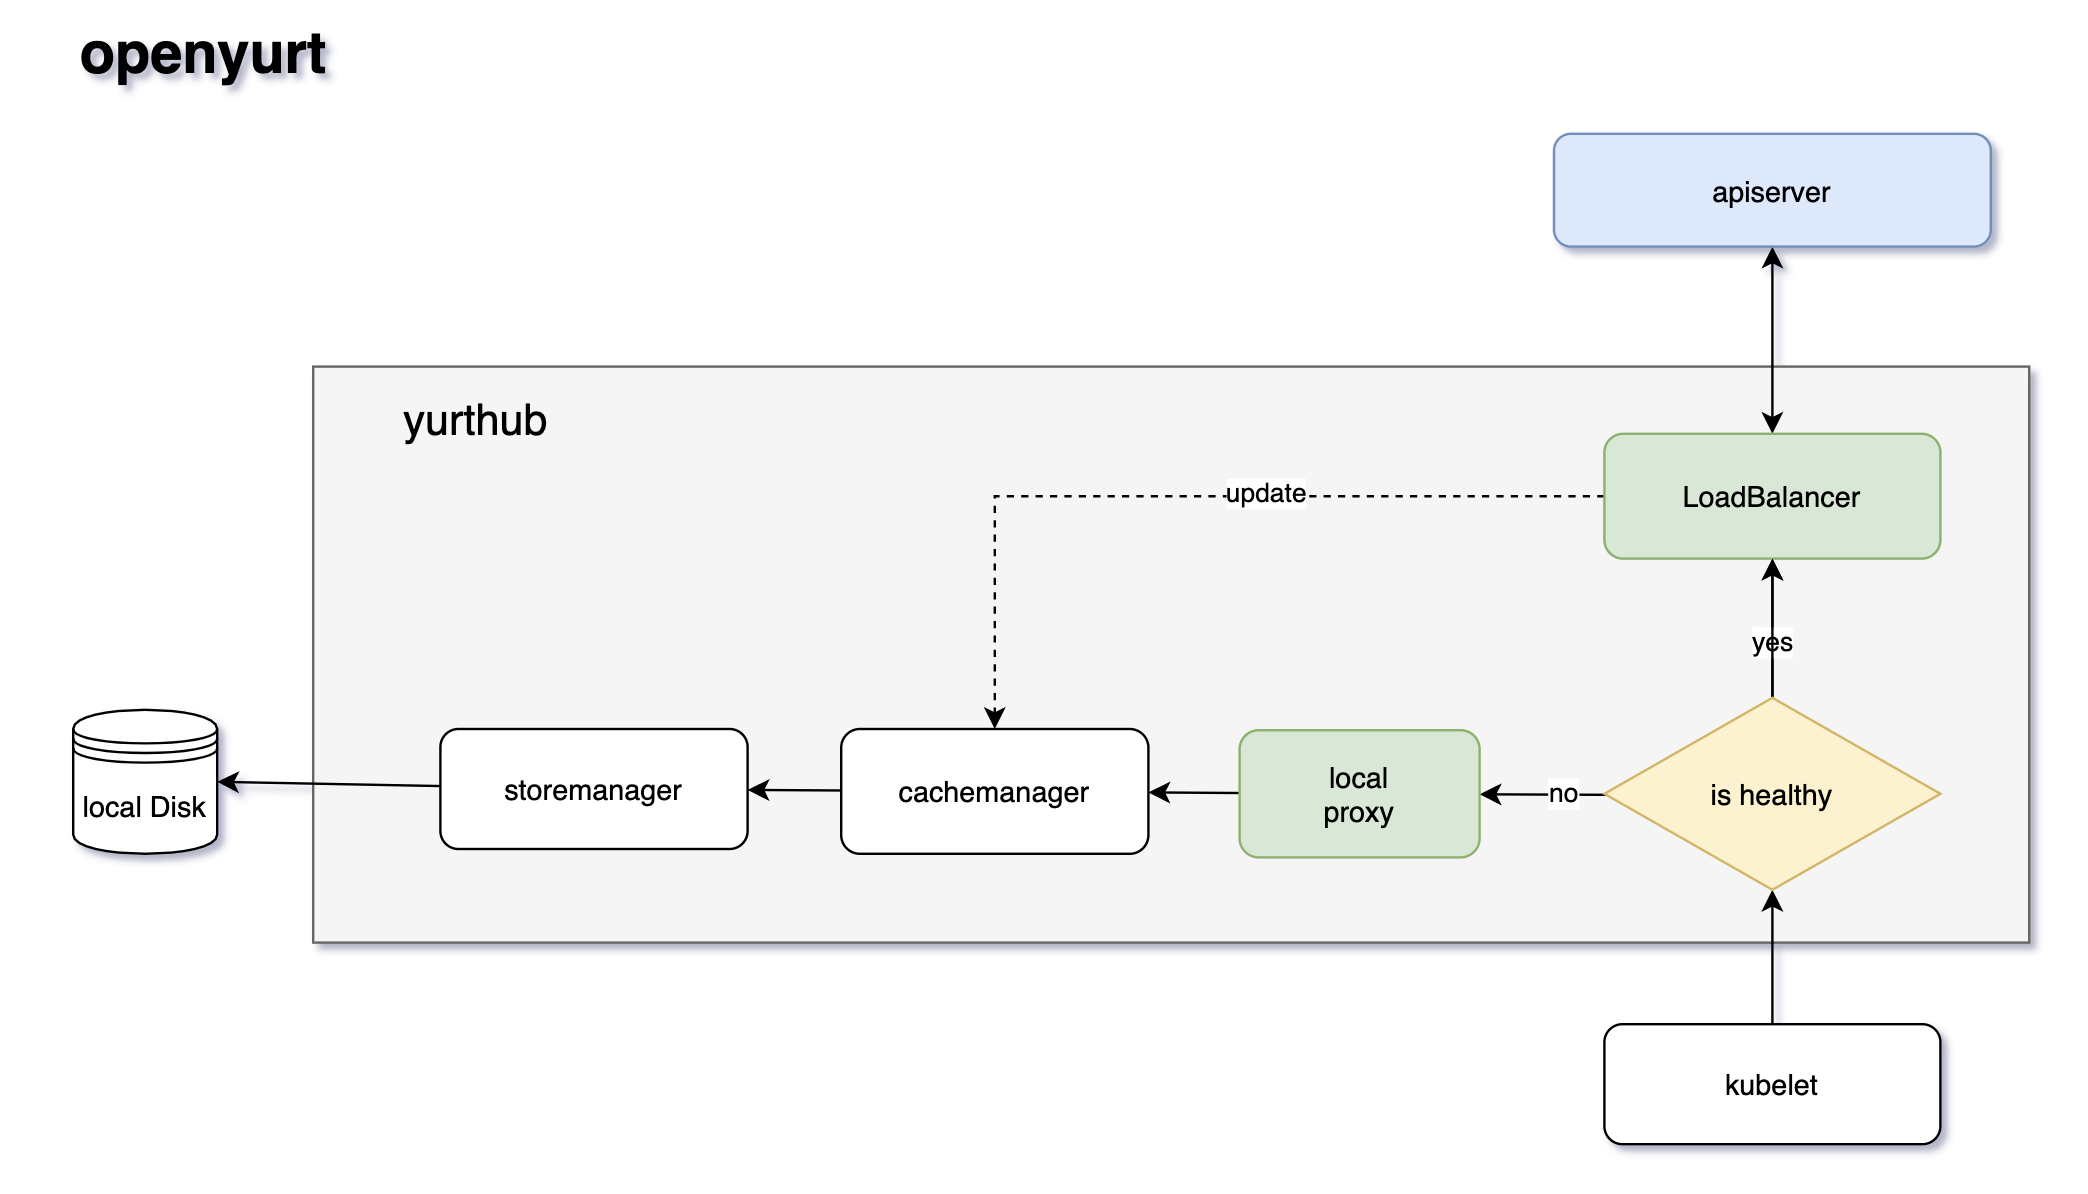 openyurt
apiserver
yurthub
update
LoadBalancer
yes
local Disk
storemanager
cachemanager
local
proxy
no
is healthy
kubelet